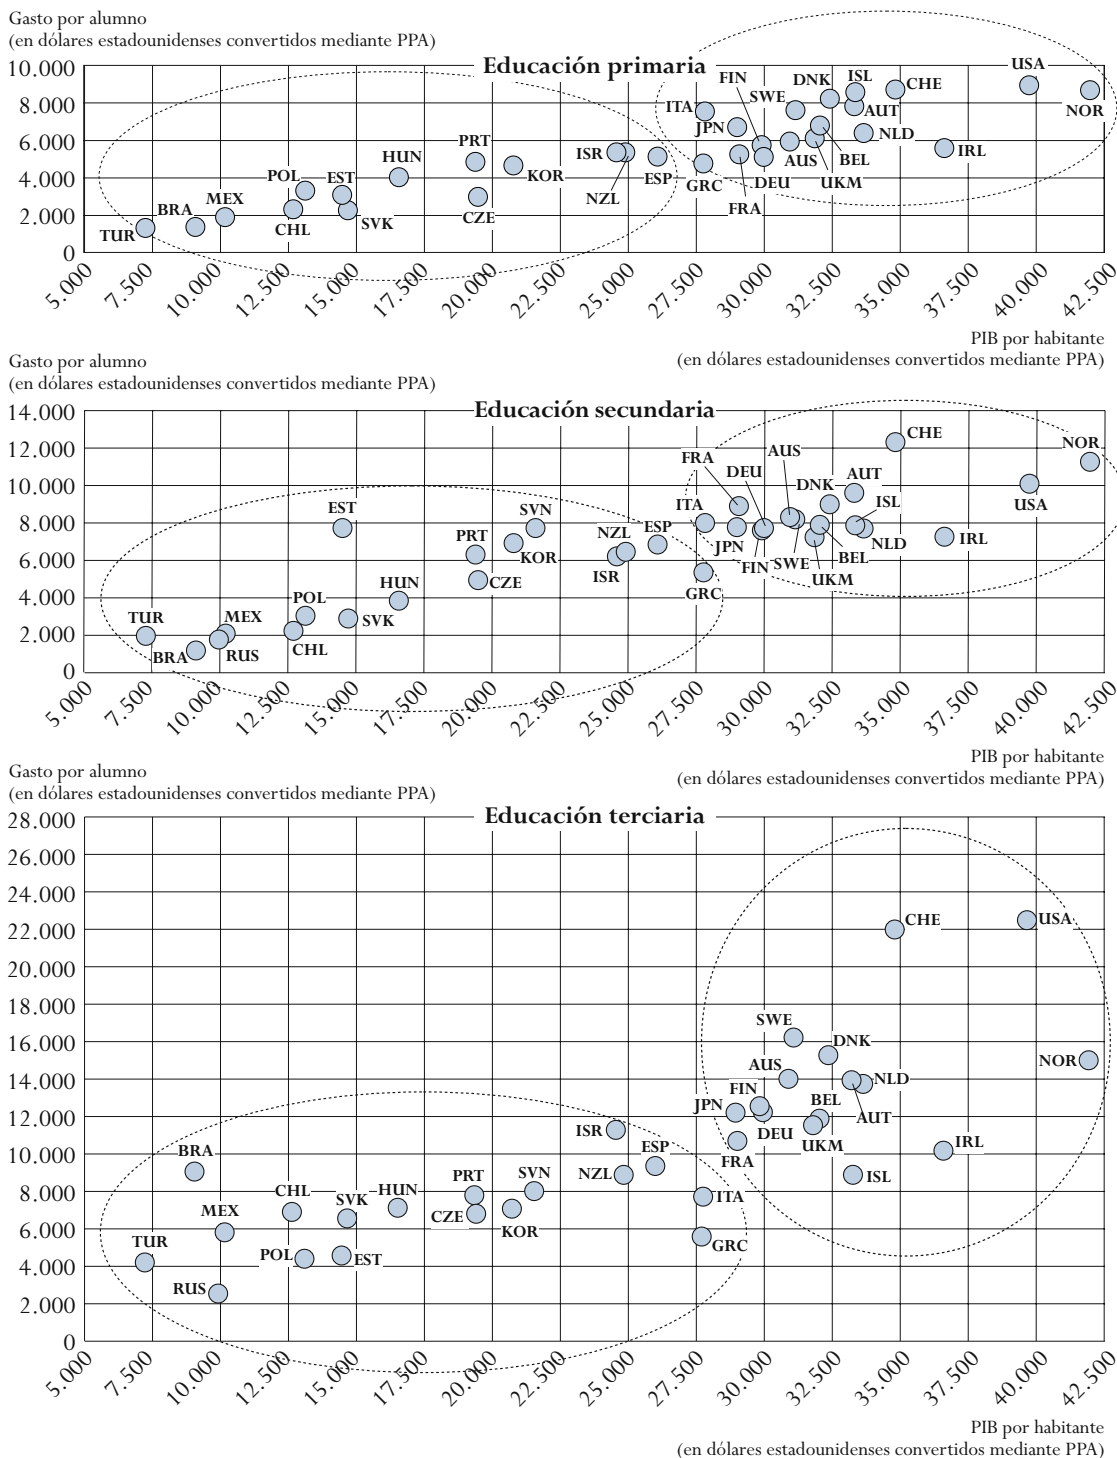 Gasto por alumno
(en dólares estadounidenses convertidos mediante PPA)
Educación primaria
10.000
8.000
6.000
4.000
2.000
0
TUR
BRA
MEX
POL
CHL
EST
SVK
HUN
PRT
CZE
KOR
ISR
NZL
ESP
ITA
JPN
GRC
FIN
FRA
DEU
SWE
AUS
DNK
UKM
BEL
ISL
AUT
NLD
CHE
IRL
USA
NOR
5.000
7.500
10.000
12.500
15.000
17.500
20.000
22.500
25.000
27.500
30.000
32.500
35.000
37.500
40.000
42.500
PIB por habitante
(en dólares estadounidenses convertidos mediante PPA)
Gasto por alumno
(en dólares estadounidenses convertidos mediante PPA)
Educación secundaria
14.000
12.000
10.000
8.000
6.000
4.000
2.000
0
TUR
BRA
MEX
RUS
POL
CHL
EST
SVK
HUN
PRT
CZE
SVN
KOR
NZL
ISR
ESP
ITA
GRC
FRA
JPN
DEU
FIN
AUS
SWE
DNK
UKM
BEL
AUT
ISL
NLD
CHE
IRL
USA
NOR
5.000
7.500
10.000
12.500
15.000
17.500
20.000
22.500
25.000
27.500
30.000
32.500
35.000
37.500
40.000
42.500
PIB por habitante
(en dólares estadounidenses convertidos mediante PPA)
Gasto por alumno
(en dólares estadounidenses convertidos mediante PPA)
Educación terciaria
28.000
26.000
24.000
22.000
20.000
18.000
16.000
14.000
12.000
10.000
8.000
6.000
4.000
2.000
0
TUR
BRA
MEX
RUS
CHL
POL
SVK
EST
HUN
PRT
CZE
SVN
KOR
ISR
NZL
ESP
ITA
GRC
JPN
FRA
FIN
DEU
AUS
SWE
DNK
BEL
UKM
NLD
AUT
ISL
CHE
IRL
USA
NOR
5.000
7.500
10.000
12.500
15.000
17.500
20.000
22.500
25.000
27.500
30.000
32.500
35.000
37.500
40.000
42.500
PIB por habitante
(en dólares estadounidenses convertidos mediante PPA)